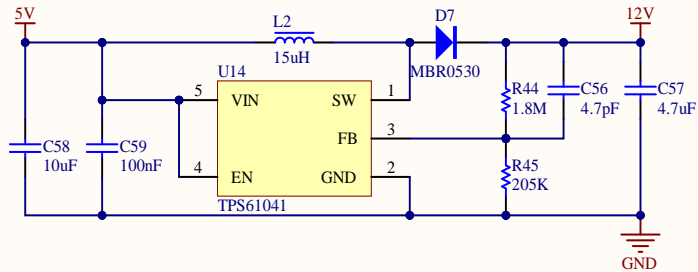 5V
L2
15uH
D7
MBR0530
12V
U14
5
VIN
SW
1
FB
3
4
EN
GND
2
TPS61041
C58
10uF
C59
100nF
R44
1.8M
C56
4.7pF
C57
4.7uF
R45
205K
GND